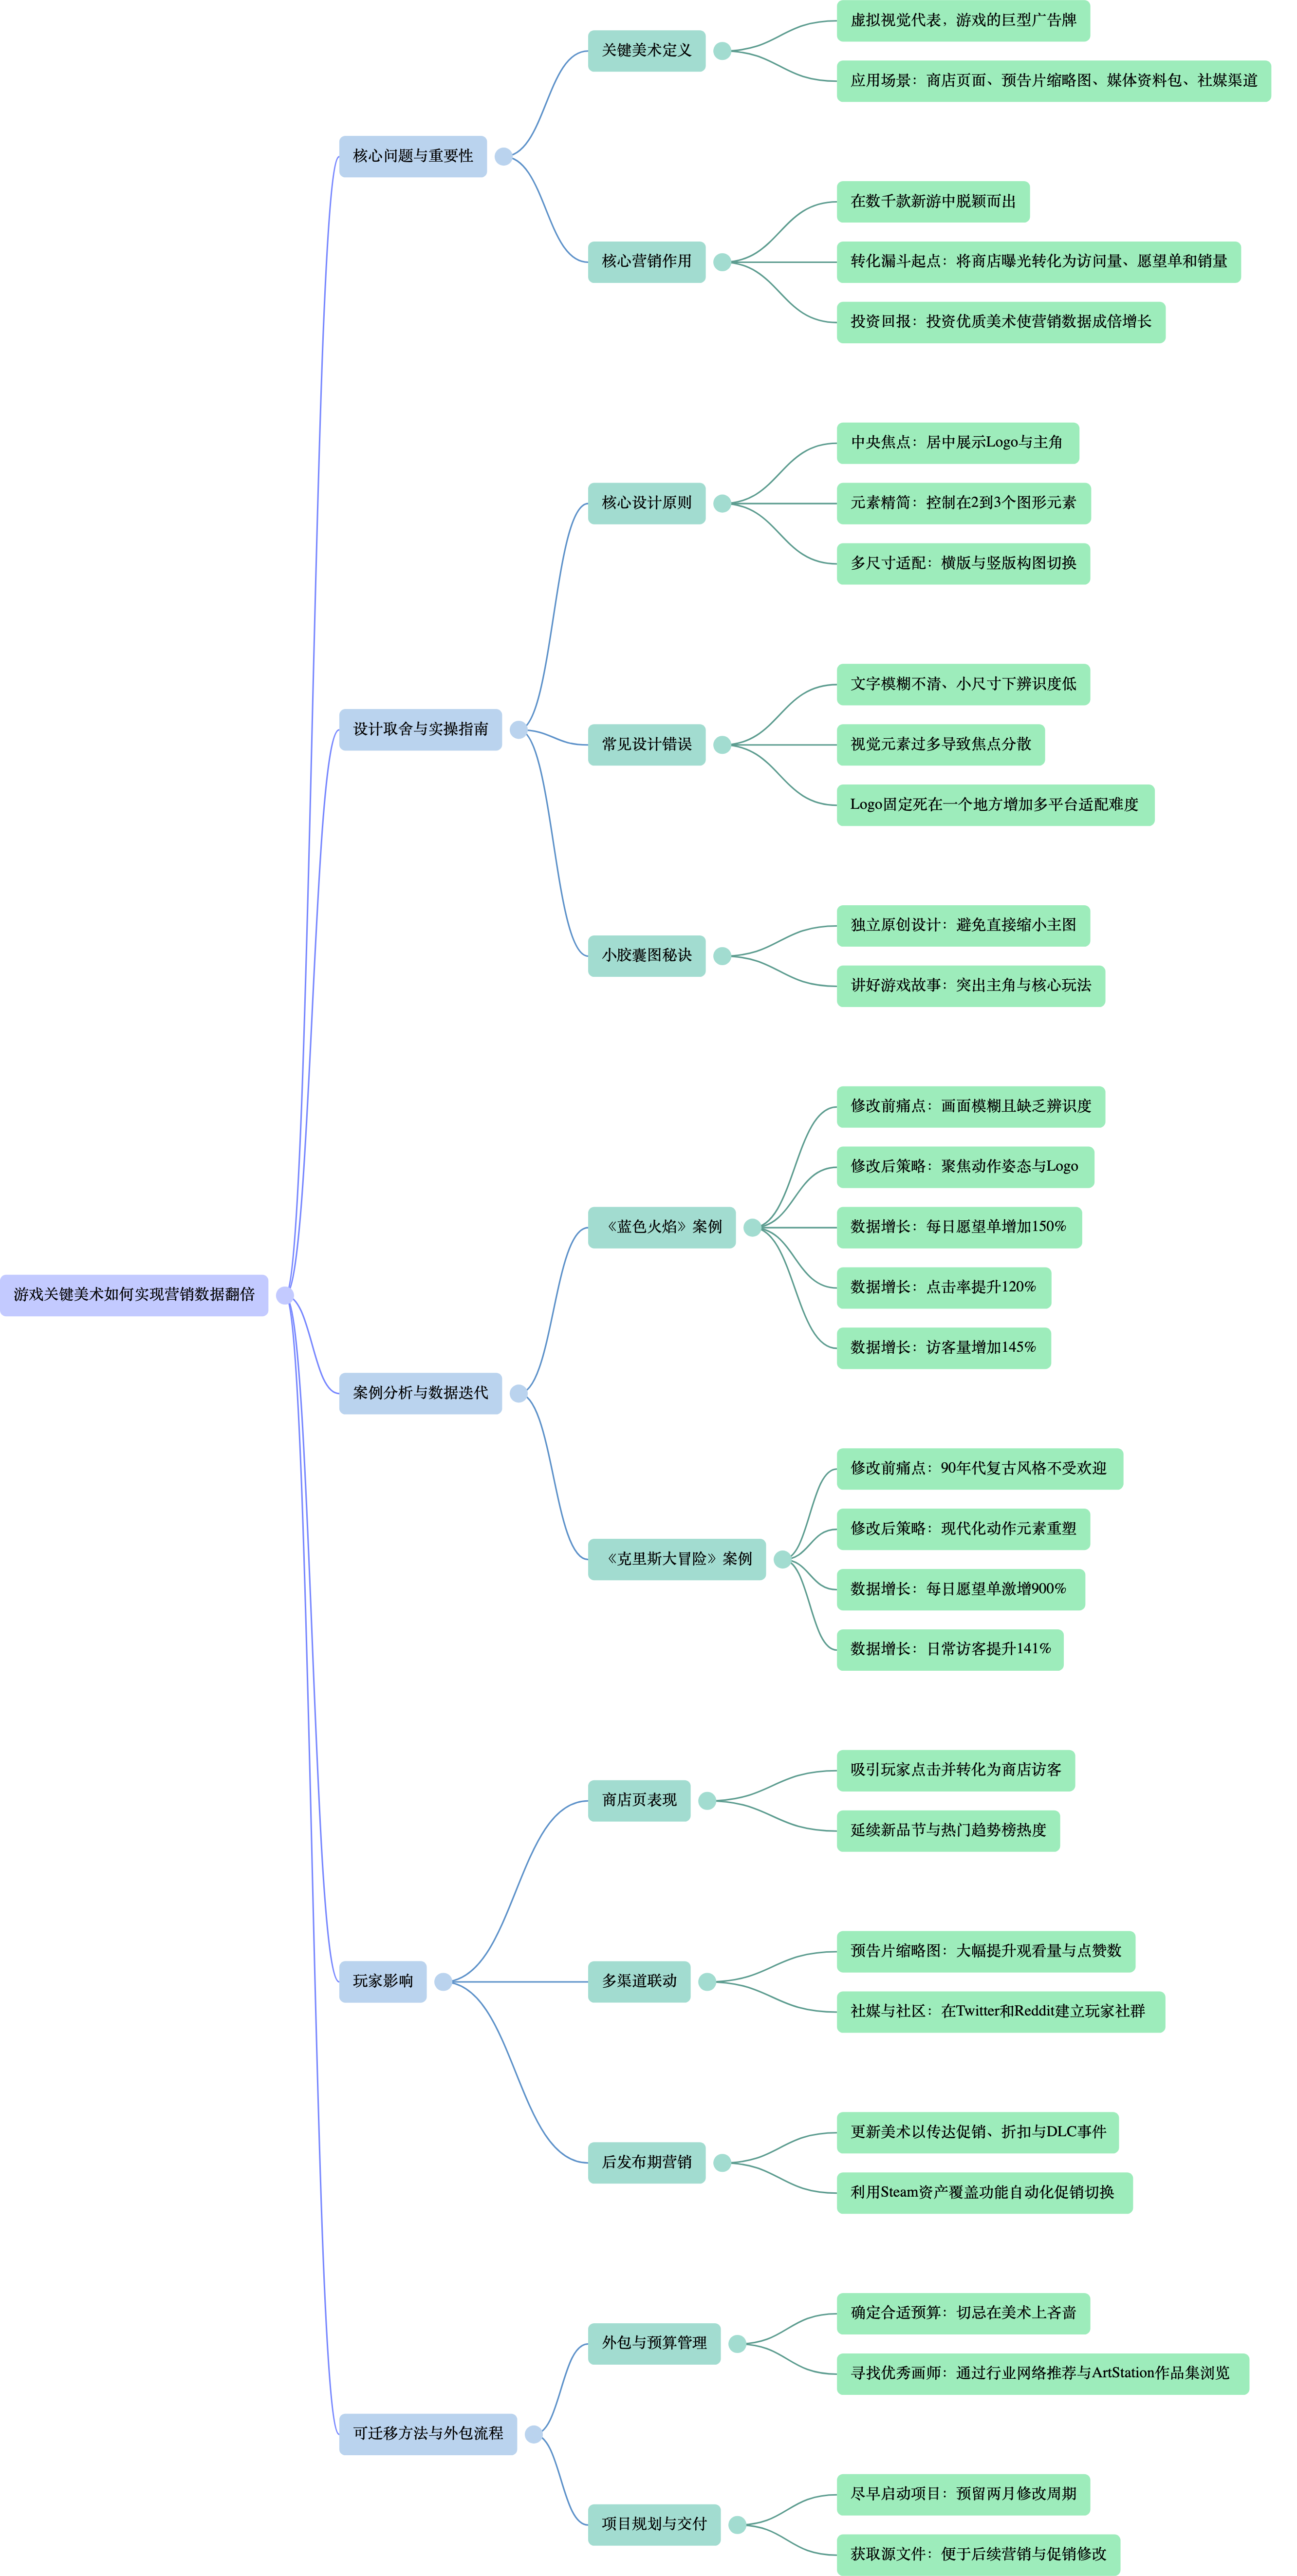 游戏关键美术如何实现营销数据翻倍
核心问题与重要性
关键美术定义
虚拟视觉代表，游戏的巨型广告牌
应用场景：商店页面、预告片缩略图、媒体资料包、社媒渠道
核心营销作用
在数千款新游中脱颖而出
转化漏斗起点：将商店曝光转化为访问量、愿望单和销量
投资回报：投资优质美术使营销数据成倍增长
设计取舍与实操指南
核心设计原则
中央焦点：居中展示Logo与主角
元素精简：控制在2到3个图形元素
多尺寸适配：横版与竖版构图切换
常见设计错误
文字模糊不清、小尺寸下辨识度低
视觉元素过多导致焦点分散
Logo固定死在一个地方增加多平台适配难度
小胶囊图秘诀
独立原创设计：避免直接缩小主图
讲好游戏故事：突出主角与核心玩法
案例分析与数据迭代
《蓝色火焰》案例
修改前痛点：画面模糊且缺乏辨识度
修改后策略：聚焦动作姿态与Logo
数据增长：每日愿望单增加150%
数据增长：点击率提升120%
数据增长：访客量增加145%
《克里斯大冒险》案例
修改前痛点：90年代复古风格不受欢迎
修改后策略：现代化动作元素重塑
数据增长：每日愿望单激增900%
数据增长：日常访客提升141%
玩家影响
商店页表现
吸引玩家点击并转化为商店访客
延续新品节与热门趋势榜热度
多渠道联动
预告片缩略图：大幅提升观看量与点赞数
社媒与社区：在Twitter和Reddit建立玩家社群
后发布期营销
更新美术以传达促销、折扣与DLC事件
利用Steam资产覆盖功能自动化促销切换
可迁移方法与外包流程
外包与预算管理
确定合适预算：切忌在美术上吝啬
寻找优秀画师：通过行业网络推荐与ArtStation作品集浏览
项目规划与交付
尽早启动项目：预留两月修改周期
获取源文件：便于后续营销与促销修改